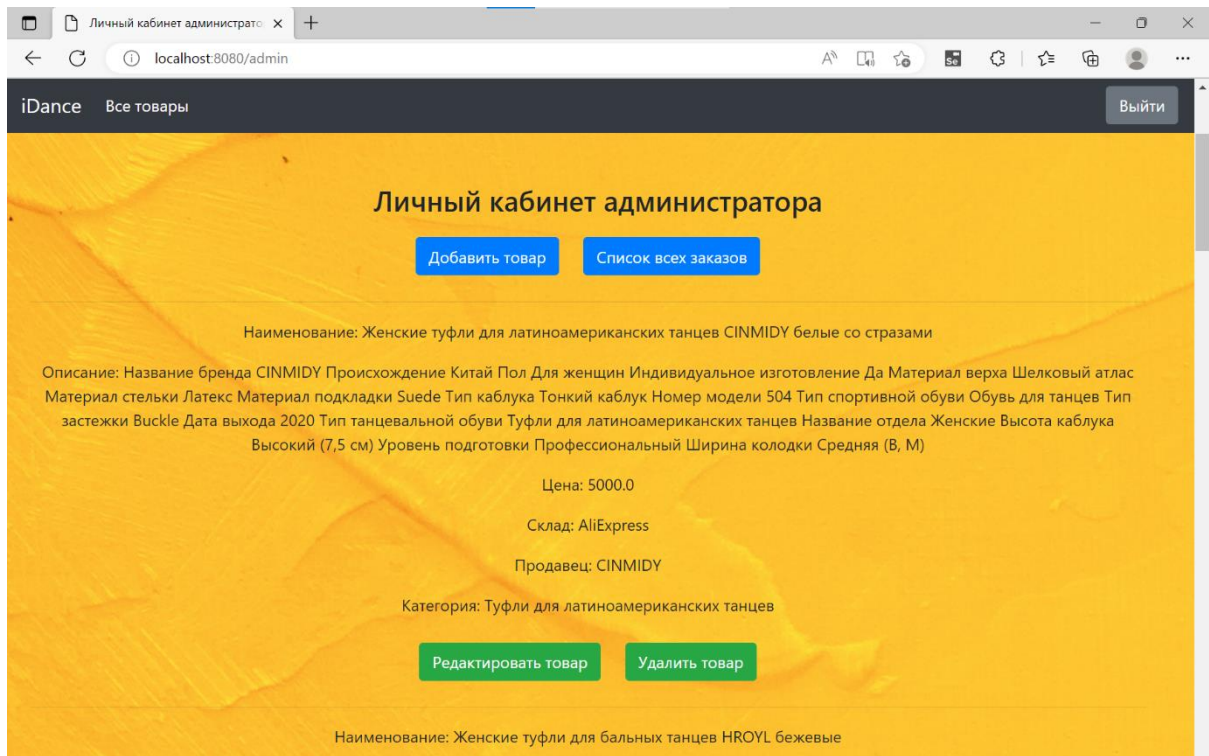 Личный кабинет администрато
localhost:8080/admin
iDance Все товары Выйти
Личный кабинет администратора
Добавить товар Список всех заказов
Наименование: Женские туфли для латиноамериканских танцев CINMIDY белые со стразами
Описание: Название бренда CINMIDY Происхождение Китай Пол Для женщин Индивидуальное изготовление Да Материал верха Шелковый атлас
Материал стельки Латекс Материал подкладки Suede Тип каблука Тонкий каблук Номер модели 504 Тип спортивной обуви Обувь для танцев Тип
застежки Buckle Дата выхода 2020 Тип танцевальной обуви Туфли для латиноамериканских танцев Название отдела Женские Высота каблука
Высокий (7,5 см) Уровень подготовки Профессиональный Ширина колодки Средняя (B, M)
Цена: 5000.0
Склад: AliExpress
Продавец: CINMIDY
Категория: Туфли для латиноамериканских танцев
Редактировать товар Удалить товар
Наименование: Женские туфли для бальных танцев HROYL бежевые